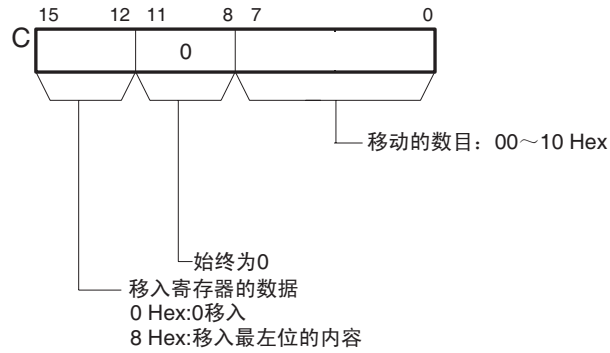 15 12 11 8 7 0
C
0
移动的数目：00～10 Hex
始终为0
移入寄存器的数据
0 Hex:0移入
8 Hex:移入最左位的内容